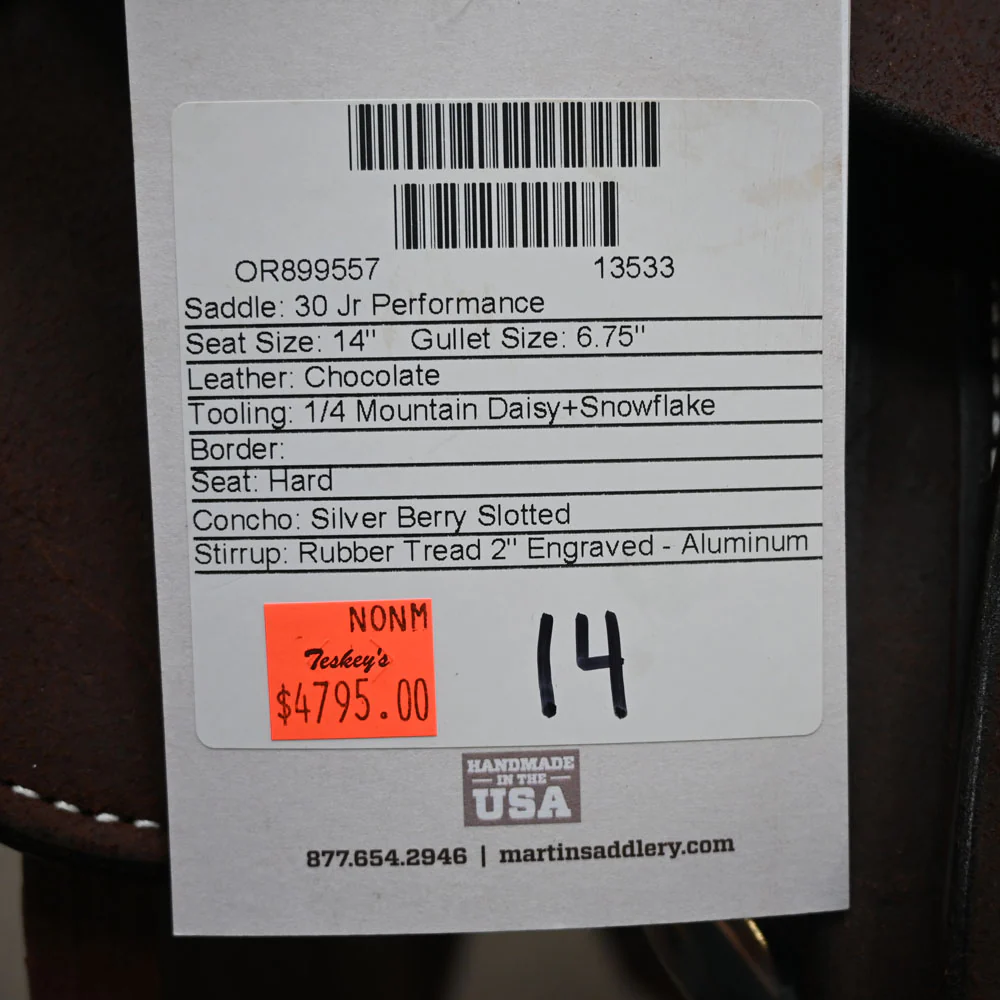 OR899557 13533
Saddle: 30 Jr Performance
Seat Size: 14" Gullet Size: 6.75"
Leather: Chocolate
Tooling: 1/4 Mountain Daisy+Snowflake
Border:
Seat: Hard
Concho: Silver Berry Slotted
Stirrup: Rubber Tread 2" Engraved - Aluminum
NONM
Teskey's
$4795.00
14
HANDMADE
IN THE
USA
877.654.2946 | martinsaddlery.com